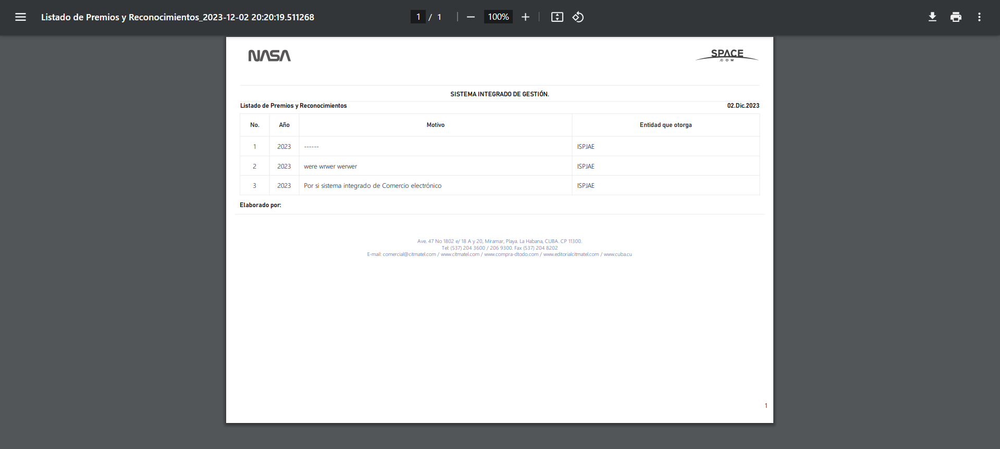 Listado de Premios y Reconocimientos_2023-12-02 20:20:19.511268
1 / 1
100%
NASA
SPACE
.COM
SISTEMA INTEGRADO DE GESTIÓN.
Listado de Premios y Reconocimientos 02.Dic.2023
No. Año Motivo Entidad que otorga
1 2023 ------ ISPJAE
2 2023 were wrwer werwer ISPJAE
3 2023 Por si sistema integrado de Comercio electrónico ISPJAE
Elaborado por:
Ave. 47 No 1802 e/ 18 A y 20, Miramar, Playa. La Habana, CUBA. CP 11300.
Tel: (537) 204 3600 / 206 9300. Fax (537) 204 8202
E-mail: comercial@citmatel.com / www.citmatel.com / www.compra-dtodo.com / www.editorialcitmatel.com / www.cuba.cu
1